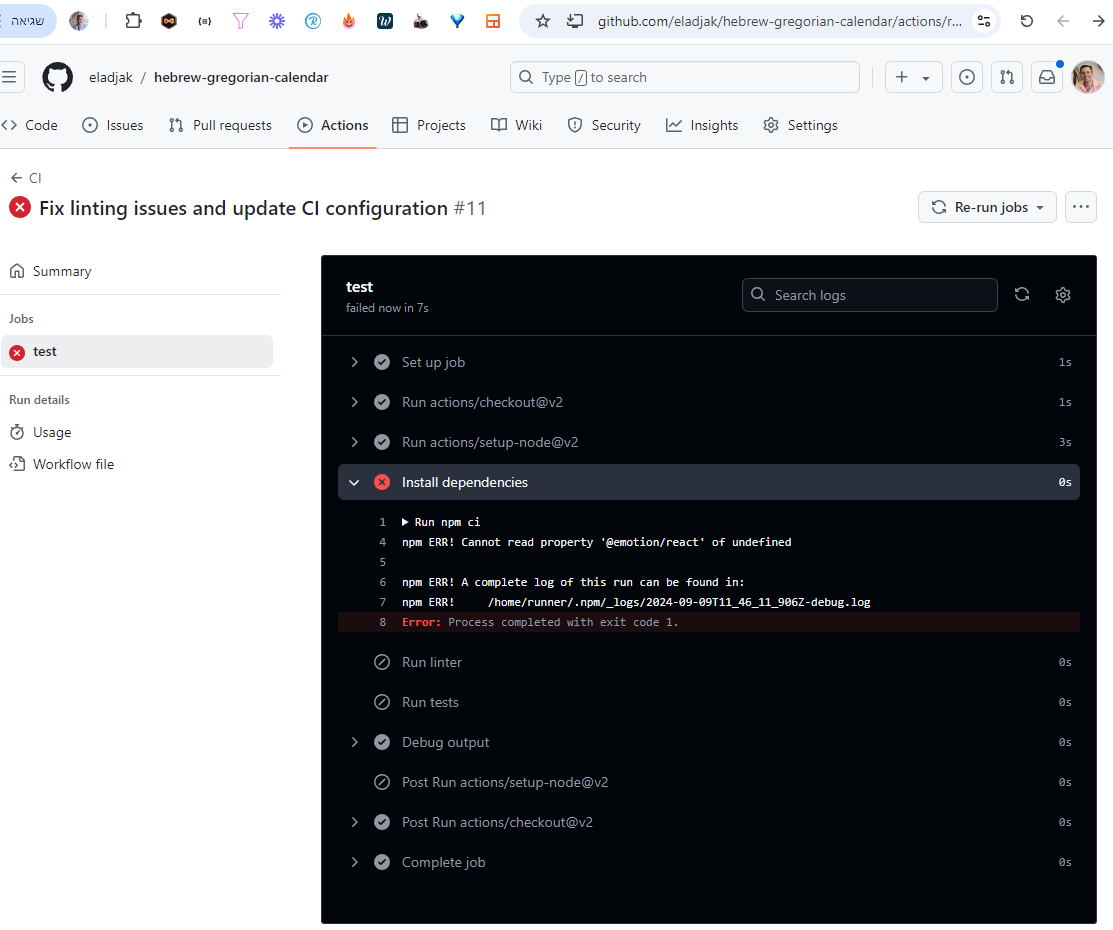 שגיאה
github.com/eladjak/hebrew-gregorian-calendar/actions/r...
eladjak / hebrew-gregorian-calendar
Type / to search
Code Issues Pull requests Actions Projects Wiki Security Insights Settings
CI
Fix linting issues and update CI configuration #11
Re-run jobs
Summary
Jobs
test
Run details
Usage
Workflow file
test
failed now in 7s
Search logs
Set up job 1s
Run actions/checkout@v2 1s
Run actions/setup-node@v2 3s
Install dependencies 0s
1 Run npm ci
4 npm ERR! Cannot read property '@emotion/react' of undefined
5
6 npm ERR! A complete log of this run can be found in:
7 npm ERR!     /home/runner/.npm/_logs/2024-09-09T11_46_11_906Z-debug.log
8 Error: Process completed with exit code 1.
Run linter 0s
Run tests 0s
Debug output 0s
Post Run actions/setup-node@v2 0s
Post Run actions/checkout@v2 0s
Complete job 0s